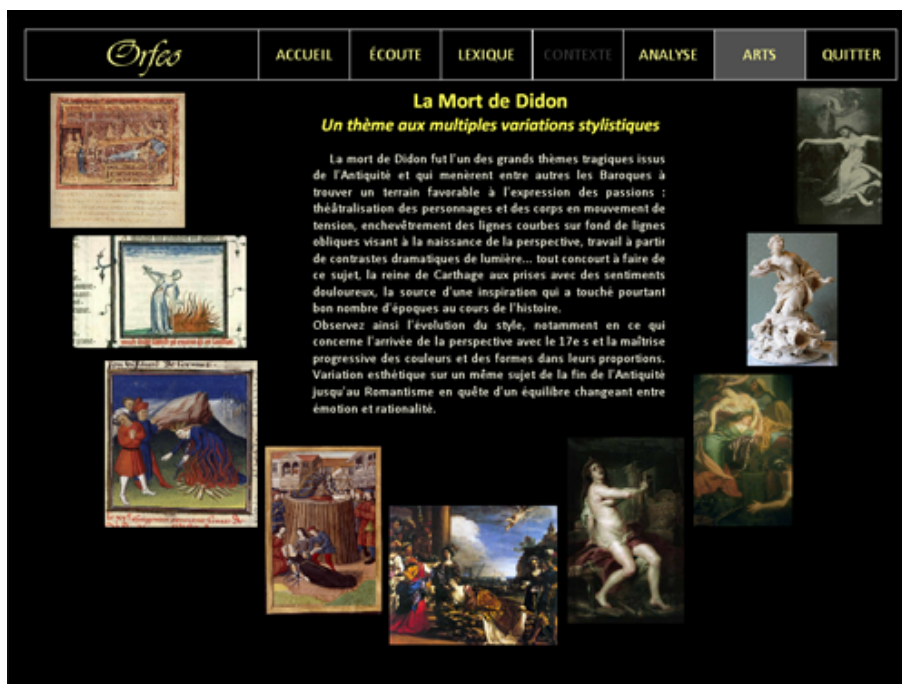 Orfeo
ACCUEIL
ÉCOUTE
LEXIQUE
CONTEXTE
ANALYSE
ARTS
QUITTER
La Mort de Didon
Un thème aux multiples variations stylistiques
La mort de Didon fut l'un des grands thèmes tragiques issus
de l'Antiquité et qui menèrent entre autres les Baroques à
trouver un terrain favorable à l'expression des passions :
théâtralisation des personnages et des corps en mouvement de
tension, enchevêtrement des lignes courbes sur fond de lignes
obliques visant à la naissance de la perspective, travail à partir
de contrastes dramatiques de lumière... tout concourt à faire de
ce sujet, la reine de Carthage aux prises avec des sentiments
douloureux, la source d'une inspiration qui a touché pourtant
bon nombre d'époques au cours de l'histoire.
Observez ainsi l'évolution du style, notamment en ce qui
concerne l'arrivée de la perspective avec le 17e s et la maîtrise
progressive des couleurs et des formes dans leurs proportions.
Variation esthétique sur un même sujet de la fin de l'Antiquité
jusqu'au Romantisme en quête d'un équilibre changeant entre
émotion et rationalité.